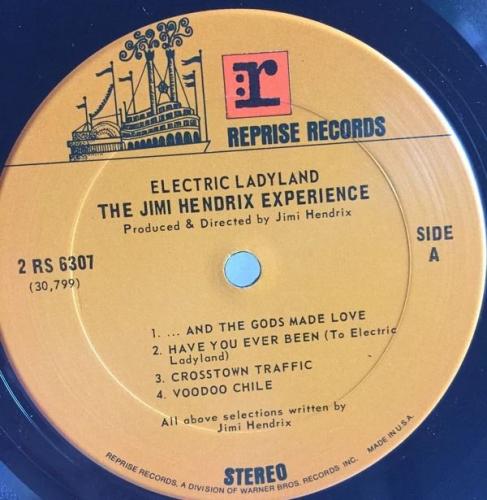 r
REPRISE RECORDS
ELECTRIC LADYLAND
THE JIMI HENDRIX EXPERIENCE
Produced & Directed by Jimi Hendrix
2 RS 6307
(30,799)
SIDE
A
1. ... AND THE GODS MADE LOVE
2. HAVE YOU EVER BEEN (To Electric
Ladyland)
3. CROSSTOWN TRAFFIC
4. VOODOO CHILE
All above selections written by
Jimi Hendrix
STEREO
REPRISE RECORDS, A DIVISION OF WARNER BROS. RECORDS INC. MADE IN U.S.A.